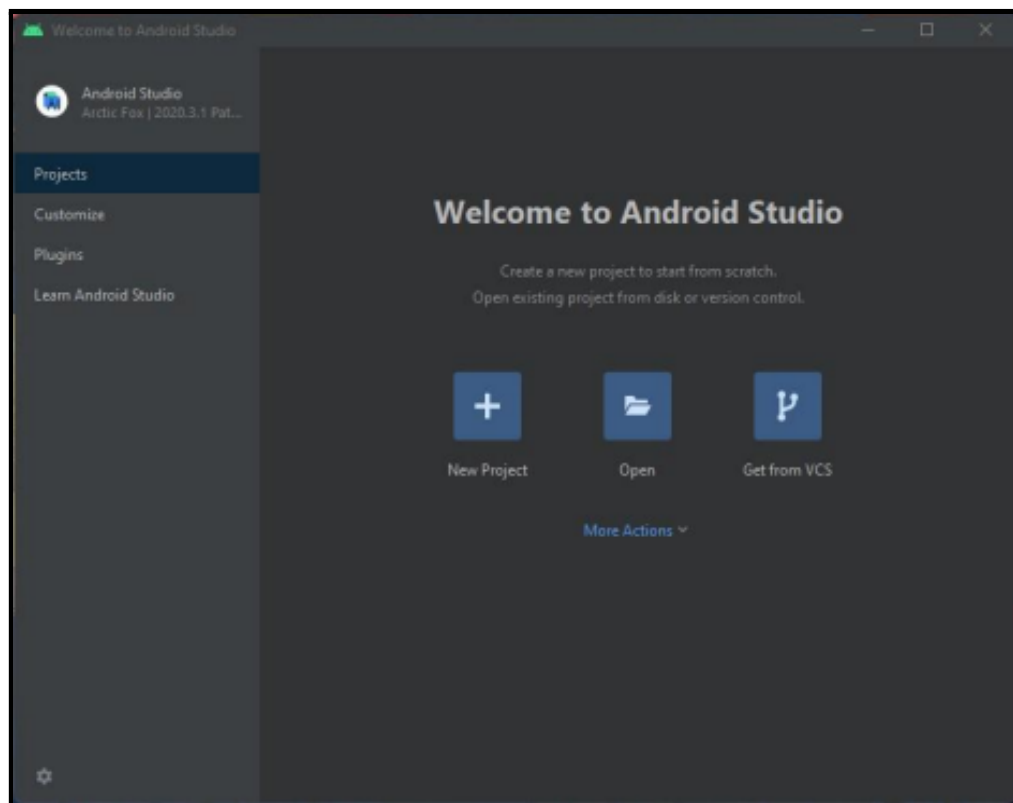 Welcome to Android Studio
Android Studio
Arctic Fox | 2020.3.1 Pat...
Projects
Customize
Plugins
Learn Android Studio
Welcome to Android Studio
Create a new project to start from scratch.
Open existing project from disk or version control.
New Project
Open
Get from VCS
More Actions